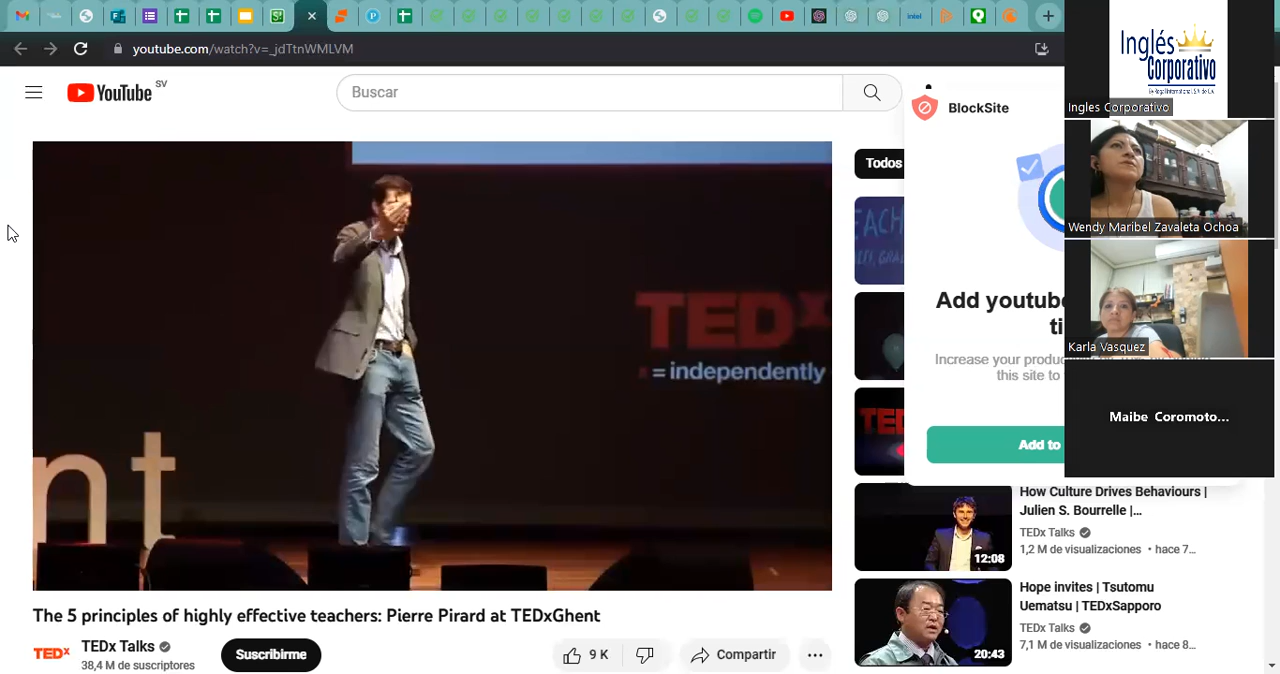 youtube.com/watch?v=_jdTtnWMLVM
YouTube SV
Buscar
TEDx
= independently
nt
The 5 principles of highly effective teachers: Pierre Pirard at TEDxGhent
TEDx
TEDx Talks
38,4 M de suscriptores
Suscribirme
9 K
Compartir
Todos
BlockSite
Add youtube
ti
Increase your produc
this site to
Add to
TED
How Culture Drives Behaviours |
Julien S. Bourrelle |...
TEDx Talks
1,2 M de visualizaciones • hace 7...
12:08
Hope invites | Tsutomu
Uematsu | TEDxSapporo
TEDx Talks
7,1 M de visualizaciones • hace 8...
20:43
Inglés
Corporativo
Ingles Corporativo
Wendy Maribel Zavaleta Ochoa
Karla Vasquez
Maibe Coromoto...